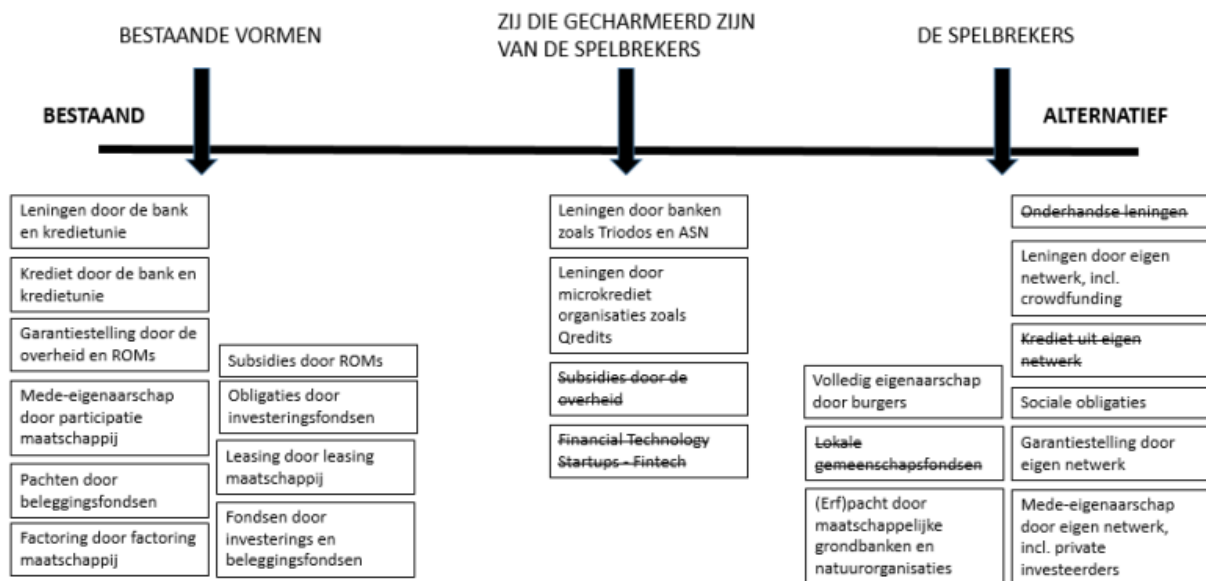 BESTAANDE VORMEN
ZIJ DIE GECHARMEERD ZIJN
VAN DE SPELBREKERS
DE SPELBREKERS
BESTAAND
ALTERNATIEF
Leningen door de bank
en kredietunie
Krediet door de bank en
kredietunie
Garantiestelling door de
overheid en ROMs
Mede-eigenaarschap
door participatie
maatschappij
Pachten door
beleggingsfondsen
Factoring door factoring
maatschappij
Subsidies door ROMs
Obligaties door
investeringsfondsen
Leasing door leasing
maatschappij
Fondsen door
investerings en
beleggingsfondsen
Leningen door banken
zoals Triodos en ASN
Leningen door
microkrediet
organisaties zoals
Qredits
Subsidies door de
overheid
Financial Technology
Startups - Fintech
Volledig eigenaarschap
door burgers
Lokale
gemeenschapsfondsen
(Erf)pacht door
maatschappelijke
grondbanken en
natuurorganisaties
Onderhandse leningen
Leningen door eigen
netwerk, incl.
crowdfunding
Krediet uit eigen
netwerk
Sociale obligaties
Garantiestelling door
eigen netwerk
Mede-eigenaarschap
door eigen netwerk,
incl. private
investeerders